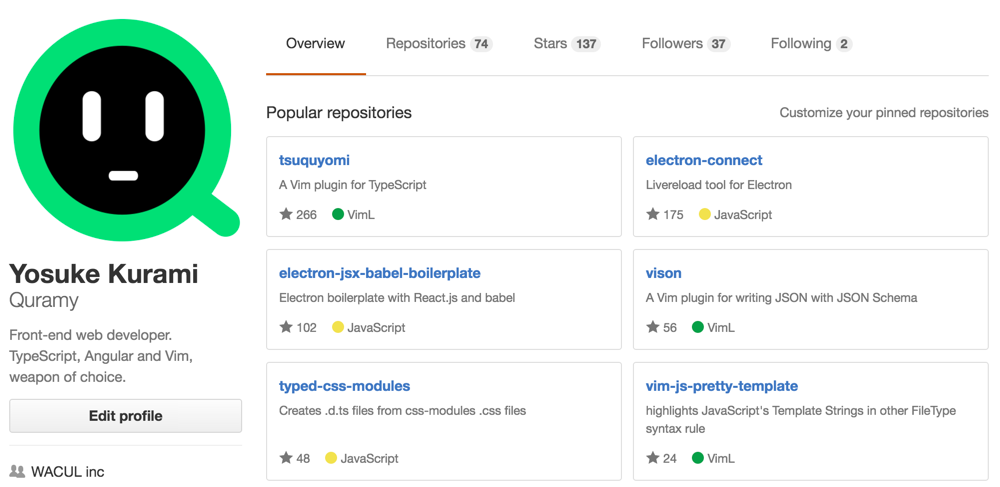 Overview Repositories 74 Stars 137 Followers 37 Following 2
Popular repositories Customize your pinned repositories
tsuquyomi
A Vim plugin for TypeScript
266 VimL
electron-connect
Livereload tool for Electron
175 JavaScript
electron-jsx-babel-boilerplate
Electron boilerplate with React.js and babel
102 JavaScript
vison
A Vim plugin for writing JSON with JSON Schema
56 VimL
typed-css-modules
Creates .d.ts files from css-modules .css files
48 JavaScript
vim-js-pretty-template
highlights JavaScript's Template Strings in other FileType
syntax rule
24 VimL
Yosuke Kurami
Quramy
Front-end web developer.
TypeScript, Angular and Vim,
weapon of choice.
Edit profile
WACUL inc